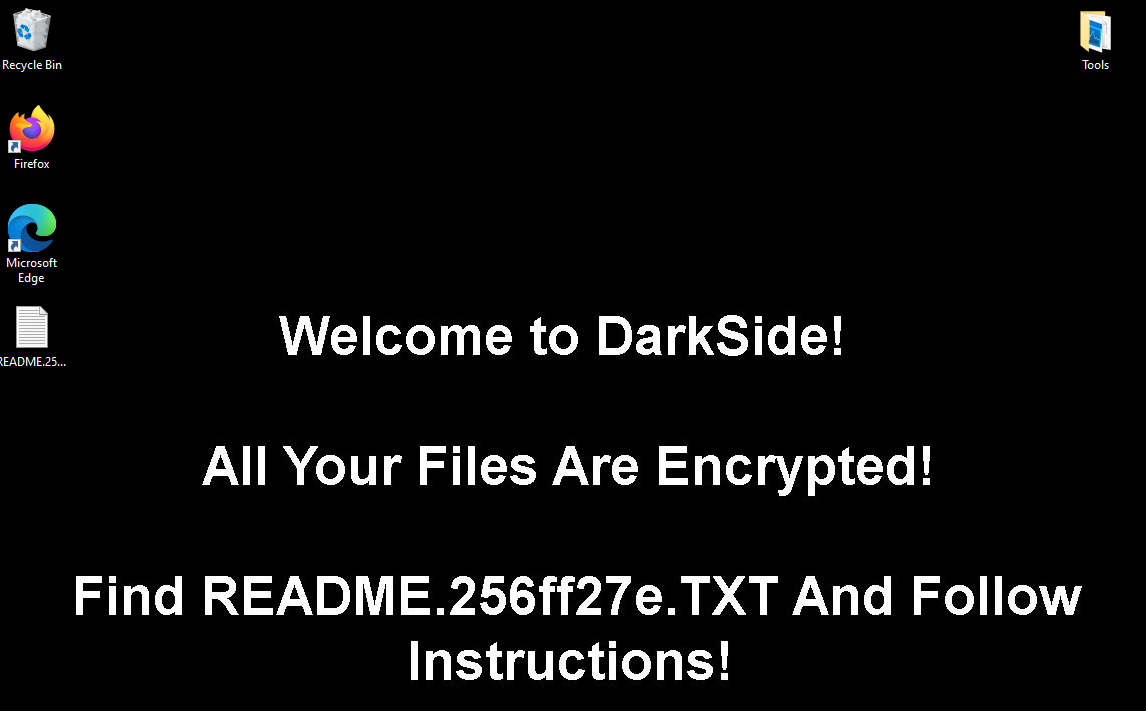 Recycle Bin
Tools
Firefox
Microsoft
Edge
README.25...
Welcome to DarkSide!
All Your Files Are Encrypted!
Find README.256ff27e.TXT And Follow
Instructions!